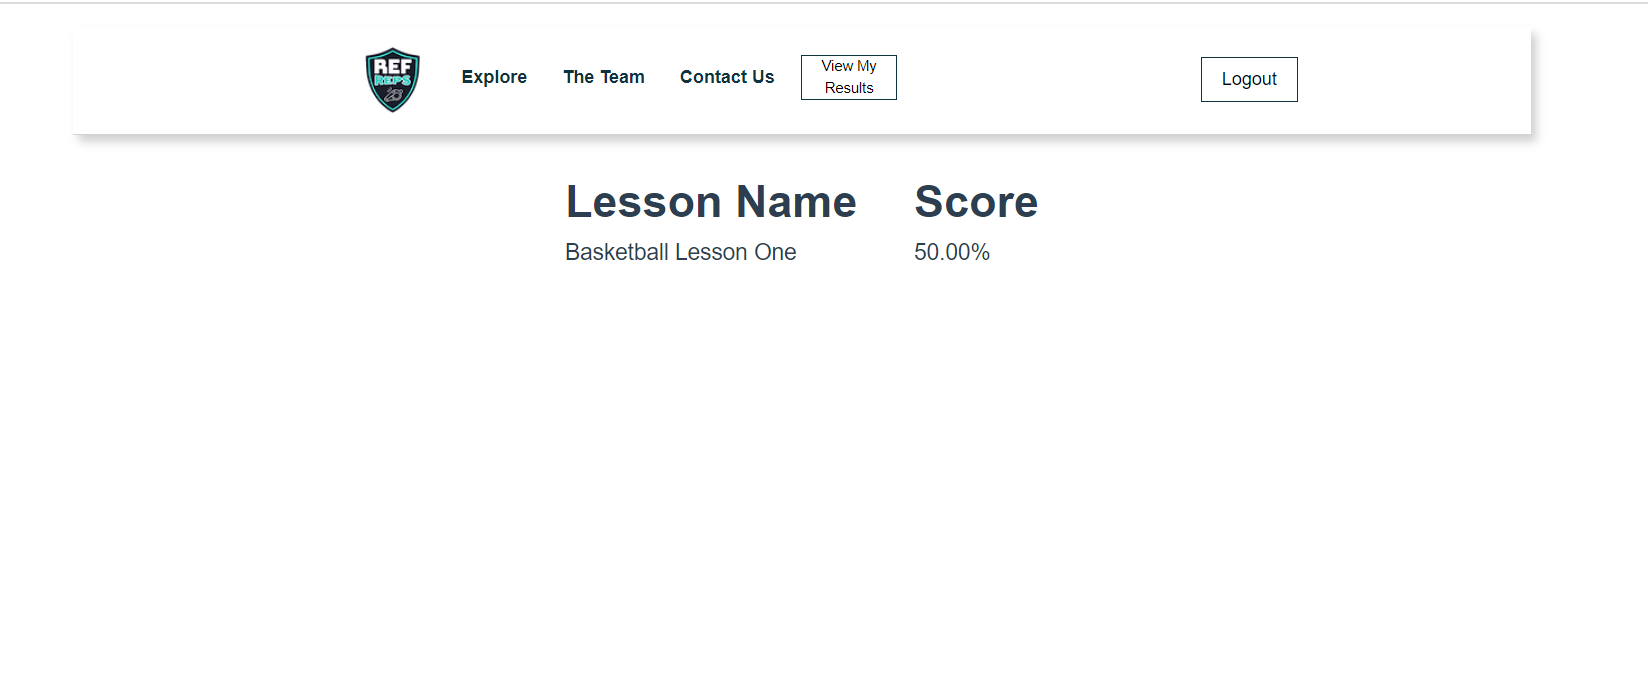 REF
REPS
Explore
The Team
Contact Us
View My
Results
Logout
Lesson Name
Score
Basketball Lesson One
50.00%